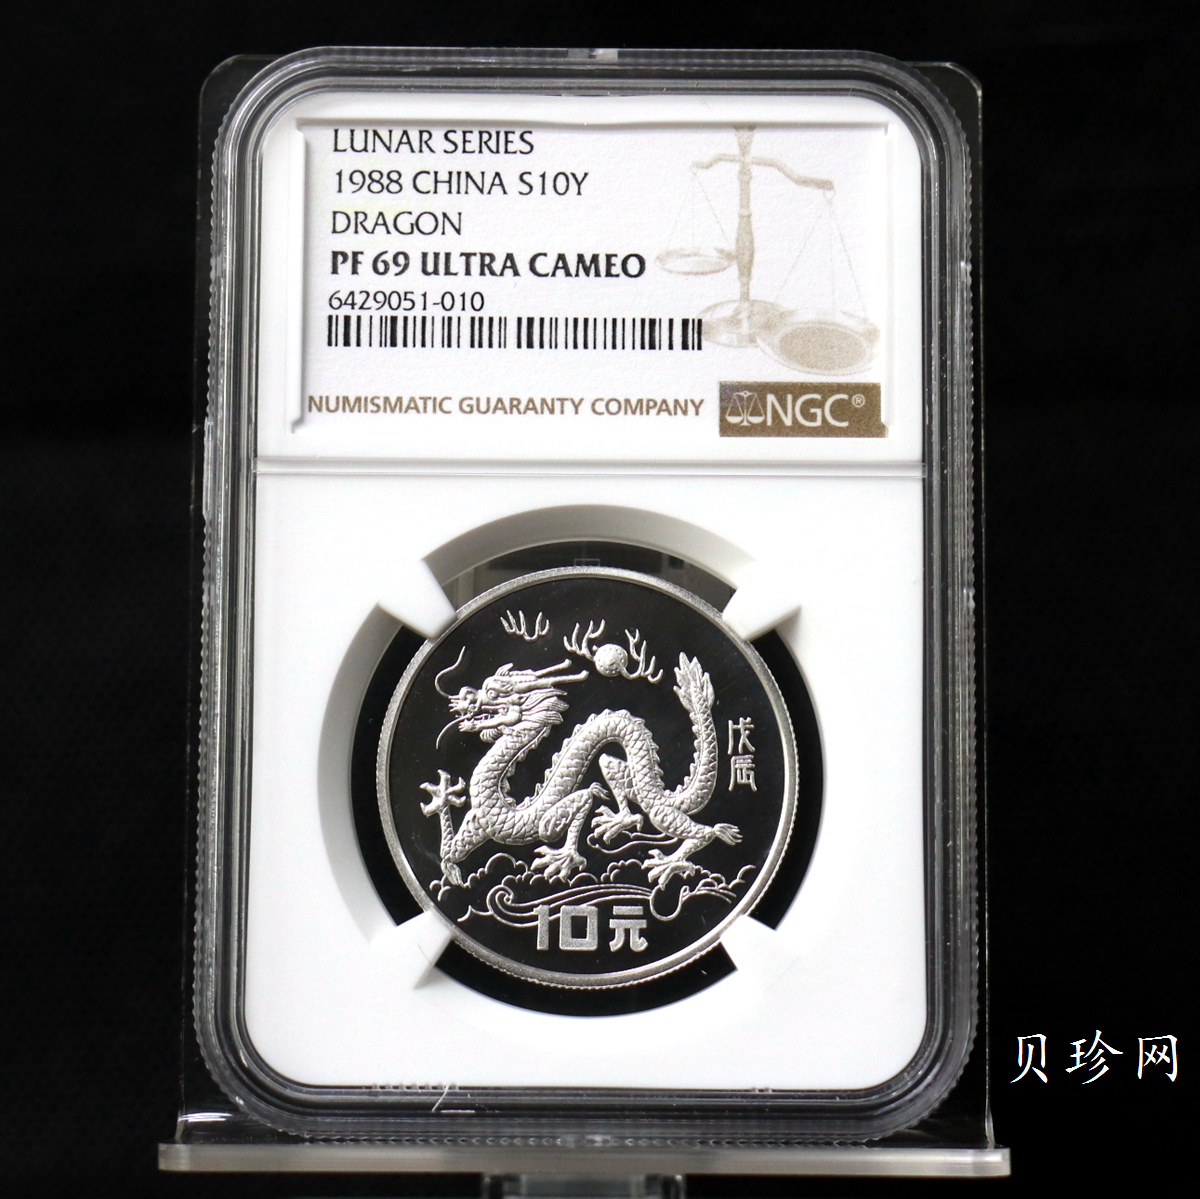 LUNAR SERIES
1988 CHINA S10Y
DRAGON
PF 69 ULTRA CAMEO
6429051-010
NUMISMATIC GUARANTY COMPANY
NGC®
戊辰
10元
贝珍网